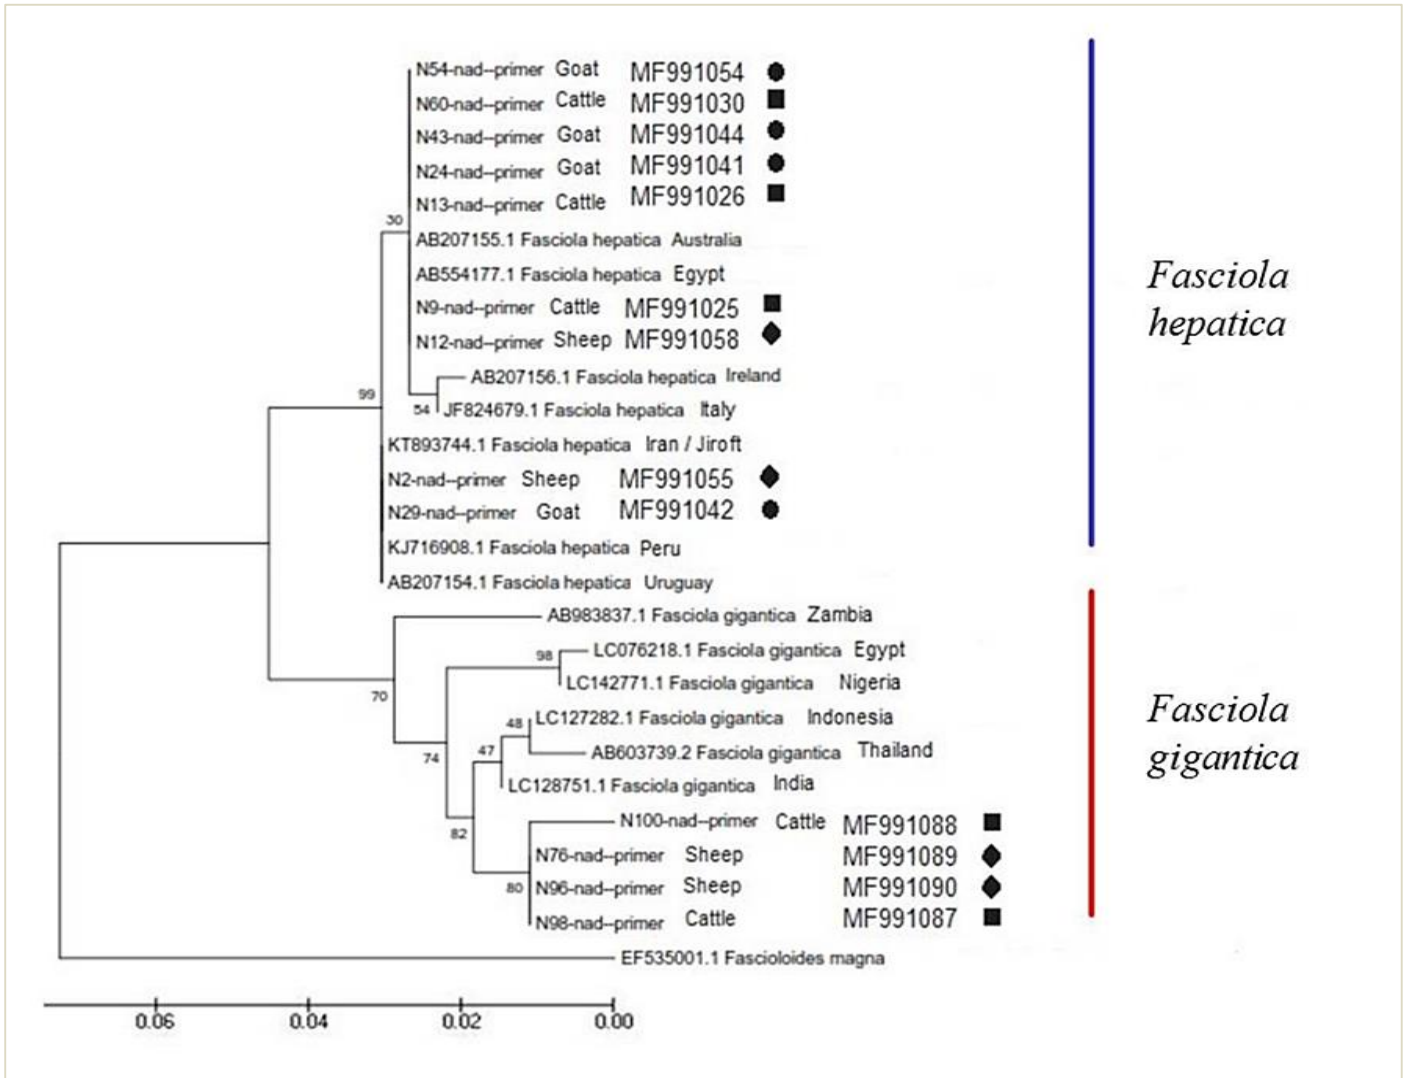 N54-nad--primer Goat MF991054
N60-nad--primer Cattle MF991030
N43-nad--primer Goat MF991044
N24-nad--primer Goat MF991041
N13-nad--primer Cattle MF991026
30
AB207155.1 Fasciola hepatica Australia
AB554177.1 Fasciola hepatica Egypt
N9-nad--primer Cattle MF991025
N12-nad--primer Sheep MF991058
AB207156.1 Fasciola hepatica Ireland
99
54 JF824679.1 Fasciola hepatica Italy
KT893744.1 Fasciola hepatica Iran / Jiroft
N2-nad--primer Sheep MF991055
N29-nad--primer Goat MF991042
KJ716908.1 Fasciola hepatica Peru
AB207154.1 Fasciola hepatica Uruguay
Fasciola
hepatica
AB983837.1 Fasciola gigantica Zambia
98 LC076218.1 Fasciola gigantica Egypt
LC142771.1 Fasciola gigantica Nigeria
70
48 LC127282.1 Fasciola gigantica Indonesia
47 AB603739.2 Fasciola gigantica Thailand
74
LC128751.1 Fasciola gigantica India
N100-nad--primer Cattle MF991088
82
N76-nad--primer Sheep MF991089
80 N96-nad--primer Sheep MF991090
N98-nad--primer Cattle MF991087
Fasciola
gigantica
EF535001.1 Fascioloides magna
0.06 0.04 0.02 0.00